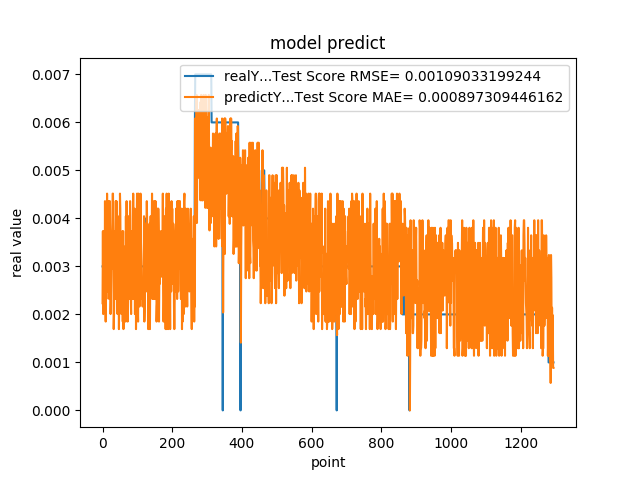 model predict
realY...Test Score RMSE= 0.00109033199244
predictY...Test Score MAE= 0.000897309446162
0.007
0.006
0.005
0.004
0.003
0.002
0.001
0.000
real value
0 200 400 600 800 1000 1200
point